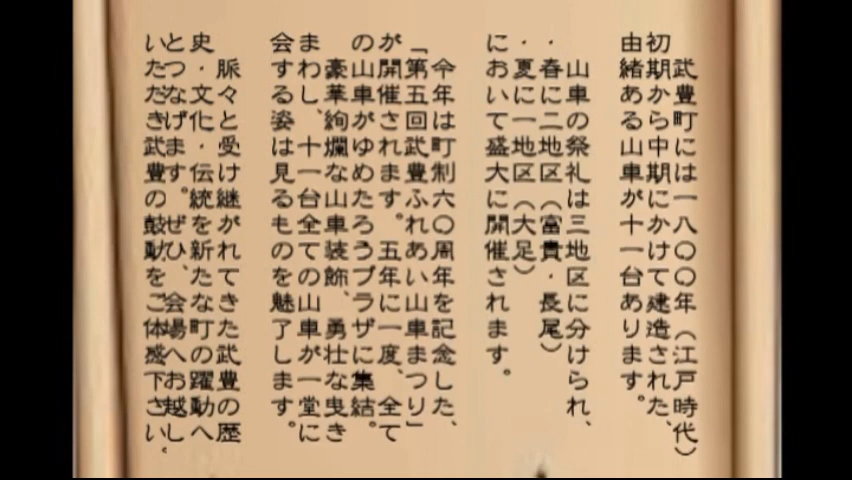 武豊町には一八〇〇年(江戸時代)
初期から中期にかけて建造された、
由緒ある山車が十一台あります。
山車の祭礼は三地区に分けられ、
・春に二地区(富貴・長尾)
・夏に一地区(大足)
において盛大に開催されます。
今年は町制六〇周年を記念した、
「第五回武豊ふれあい山車まつり」
が開催されます。五年に一度、全て
の山車がゆめたろうプラザに集結。
豪華絢爛な山車装飾、勇壮な曳き
まわし、十一台全ての山車が一堂に
会する姿は見るものを魅了します。
脈々と受け継がれてきた武豊の歴
史・文化・伝統を新たな町の躍動へ
とつなげます。ぜひ、会場へお越し
いただき武豊の鼓動をご体感下さい。